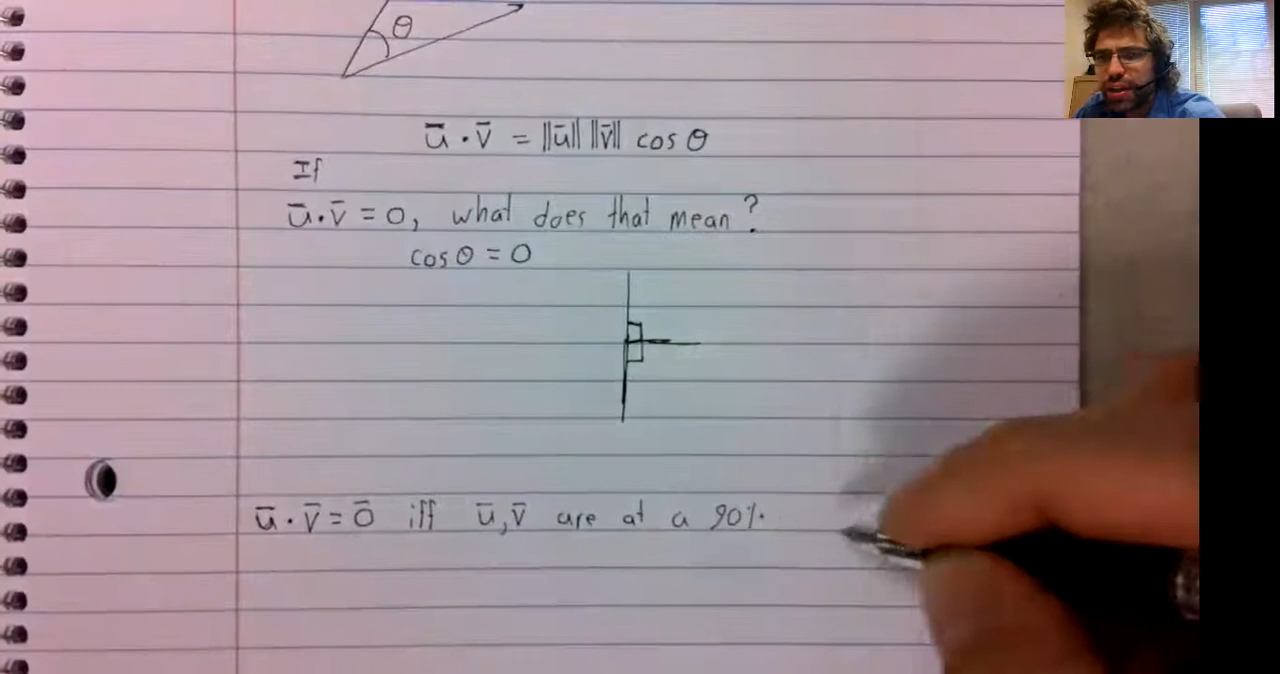 θ
ū · v̄ = ||ū|| ||v̄|| cos θ
If
ū · v̄ = 0, what does that mean?
cos θ = 0
ū · v̄ = 0̄ iff ū, v̄ are at a 90%